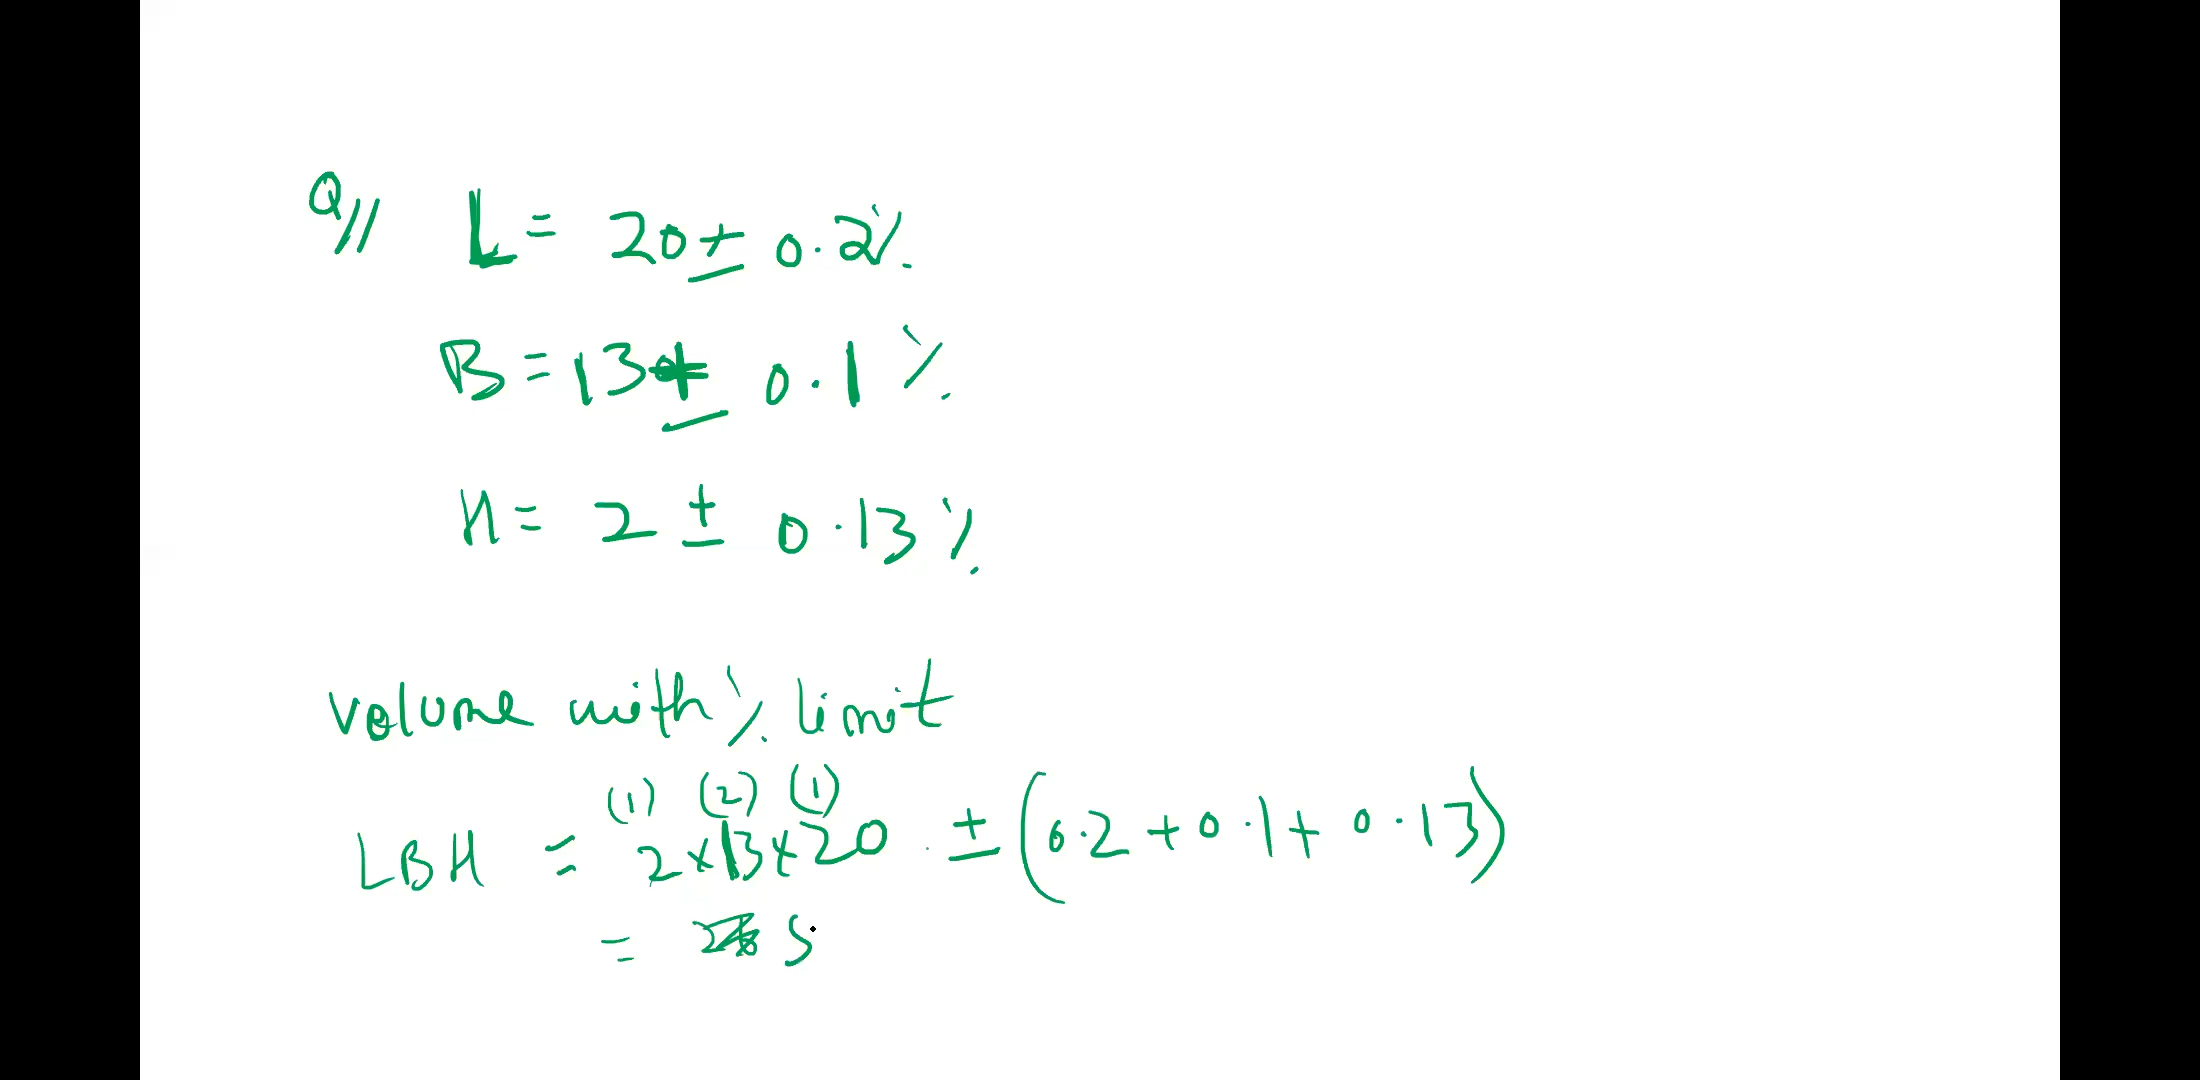 Q// L = 20 ± 0.2%
B = 13 ± 0.1%
H = 2 ± 0.13%
volume with % limit
(1) (2) (1)
LBH = 2×13×20 ± (0.2 + 0.1 + 0.13)
= 5